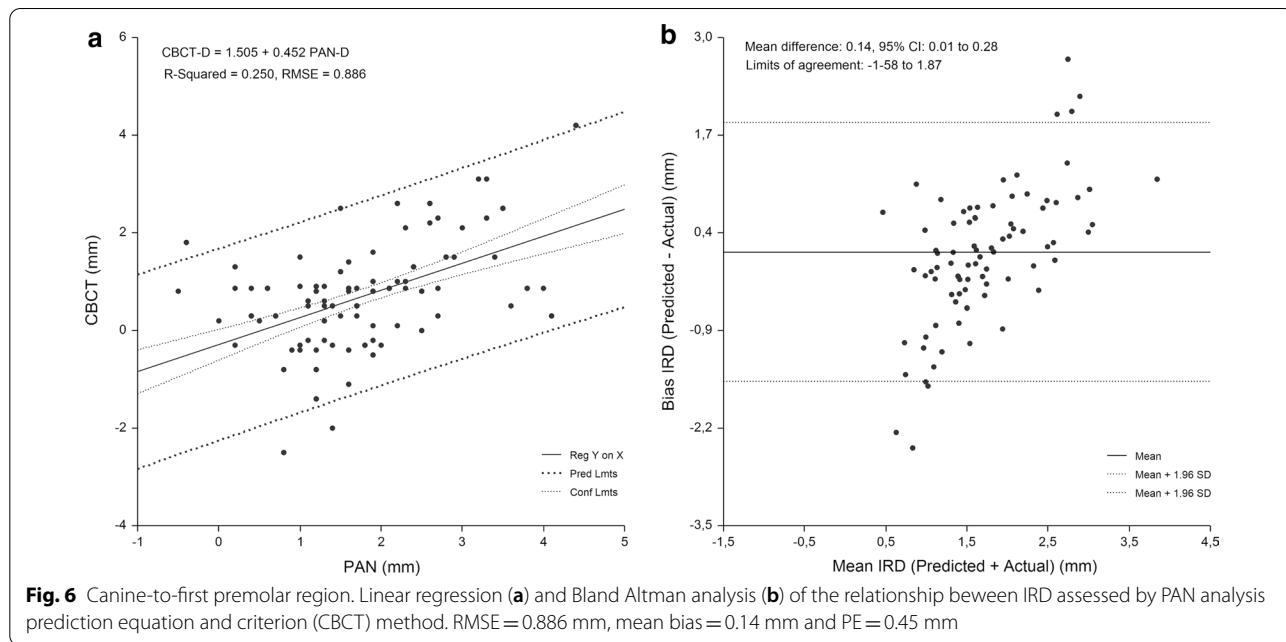 a
CBCT-D = 1.505 + 0.452 PAN-D
R-Squared = 0.250, RMSE = 0.886
6
4
2
0
-2
-4
CBCT (mm)
-1 0 1 2 3 4 5
PAN (mm)
Reg Y on X
Pred Lmts
Conf Lmts
b
Mean difference: 0.14, 95% CI: 0.01 to 0.28
Limits of agreement: -1-58 to 1.87
3,0
1,7
0,4
-0,9
-2,2
-3,5
Bias IRD (Predicted - Actual) (mm)
-1,5 -0,5 0,5 1,5 2,5 3,5 4,5
Mean IRD (Predicted + Actual) (mm)
Mean
Mean + 1.96 SD
Mean + 1.96 SD
Fig. 6 Canine-to-first premolar region. Linear regression (a) and Bland Altman analysis (b) of the relationship beween IRD assessed by PAN analysis
prediction equation and criterion (CBCT) method. RMSE = 0.886 mm, mean bias = 0.14 mm and PE = 0.45 mm